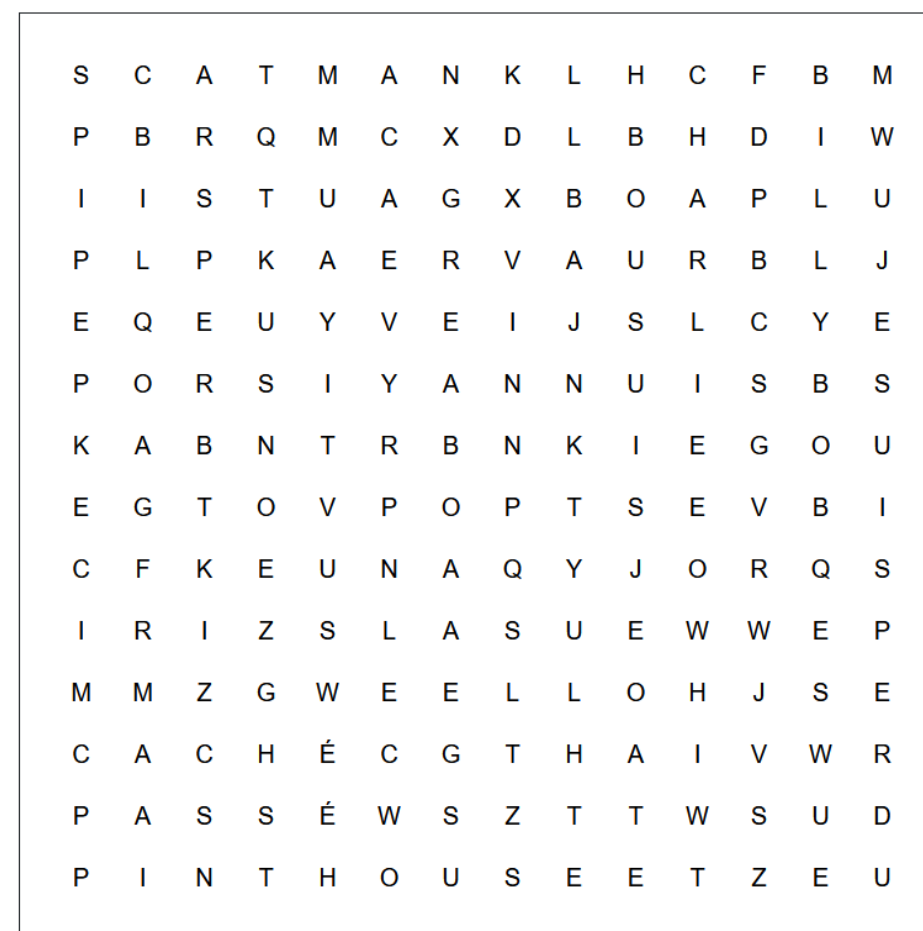 S C A T M A N K L H C F B M
P B R Q M C X D L B H D I W
I I S T U A G X B O A P L U
P L P K A E R V A U R B L J
E Q E U Y V E I J S L C Y E
P O R S I Y A N N U I S B S
K A B N T R B N K I E G O U
E G T O V P O P T S E V B I
C F K E U N A Q Y J O R Q S
I R I Z S L A S U E W W E P
M M Z G W E E L L O H J S E
C A C H É C G T H A I V W R
P A S S É W S Z T T W S U D
P I N T H O U S E E T Z E U